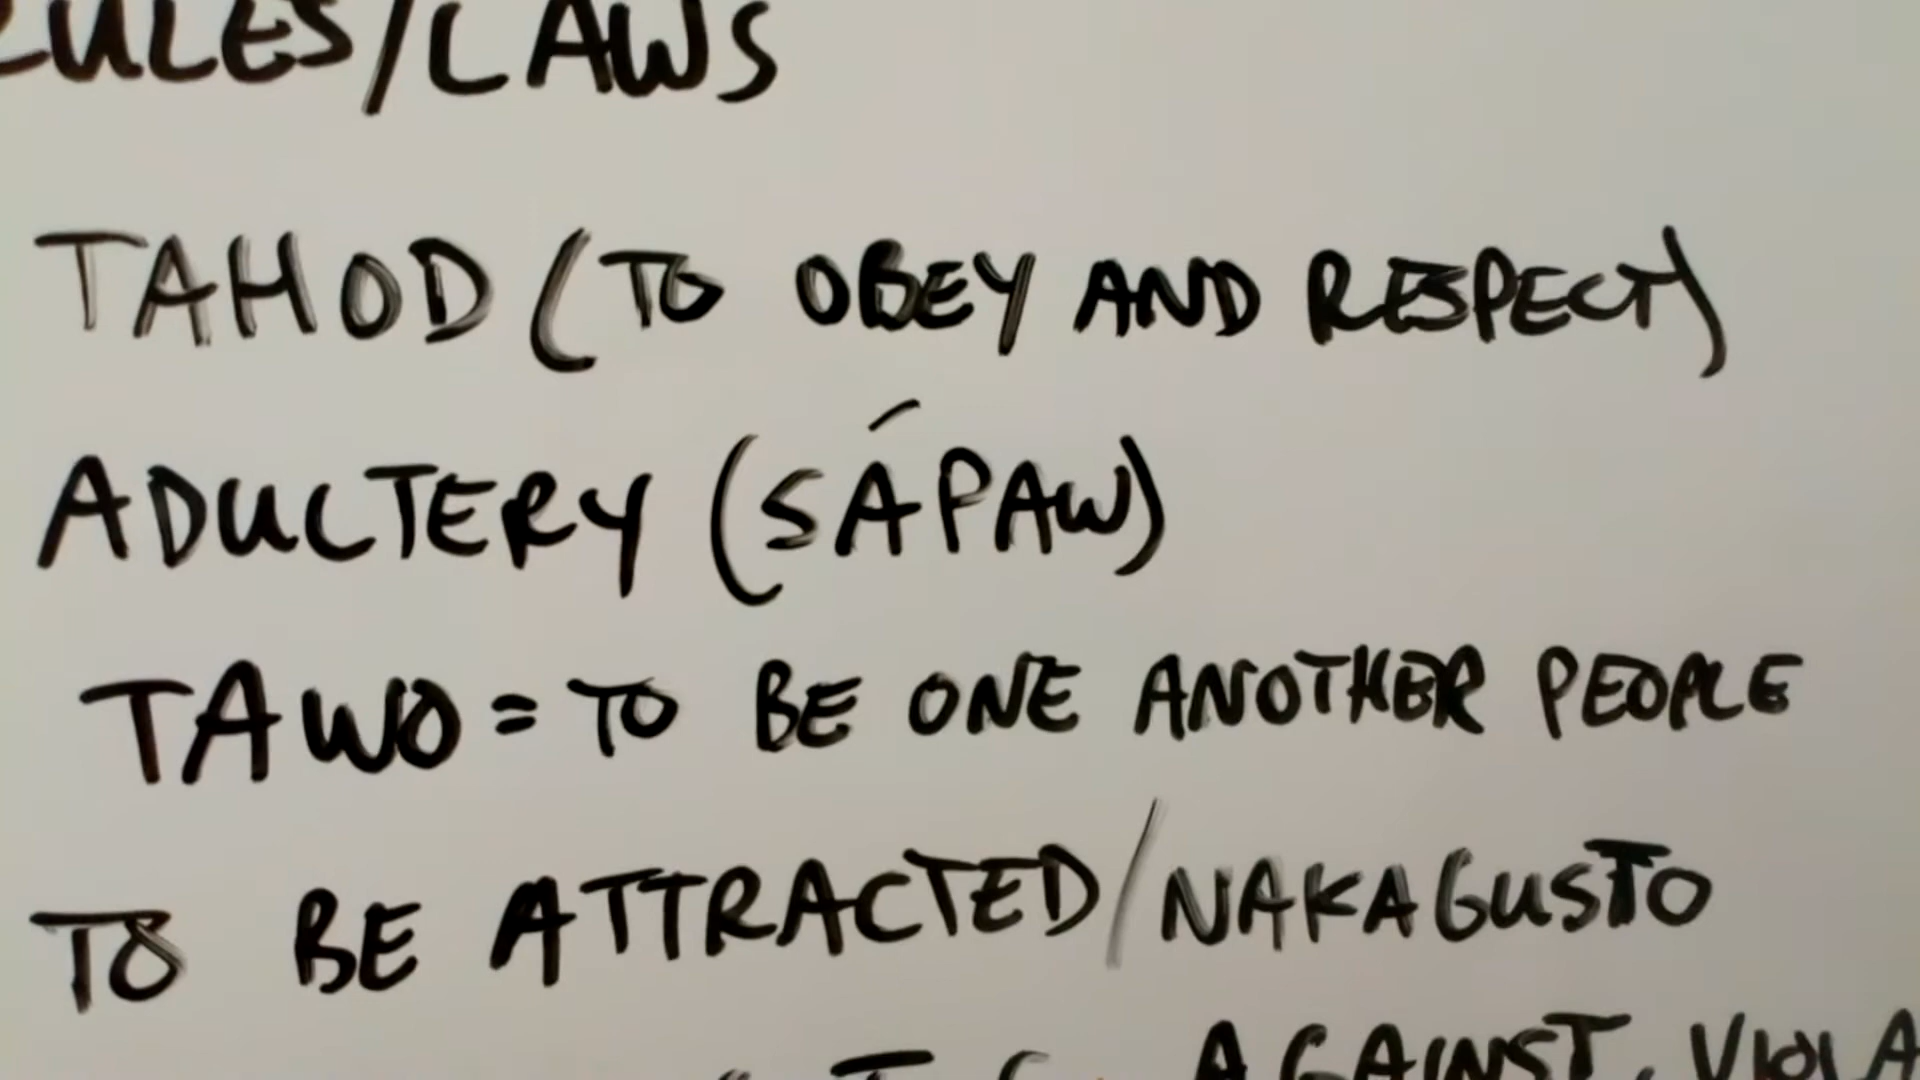 RULES/LAWS
TAHOD (TO OBEY AND RESPECT)
ADULTERY (SÁPAW)
TAWO = TO BE ONE ANOTHER PEOPLE
TO BE ATTRACTED/NAKAGUSTO
AGAINST, VIOLA